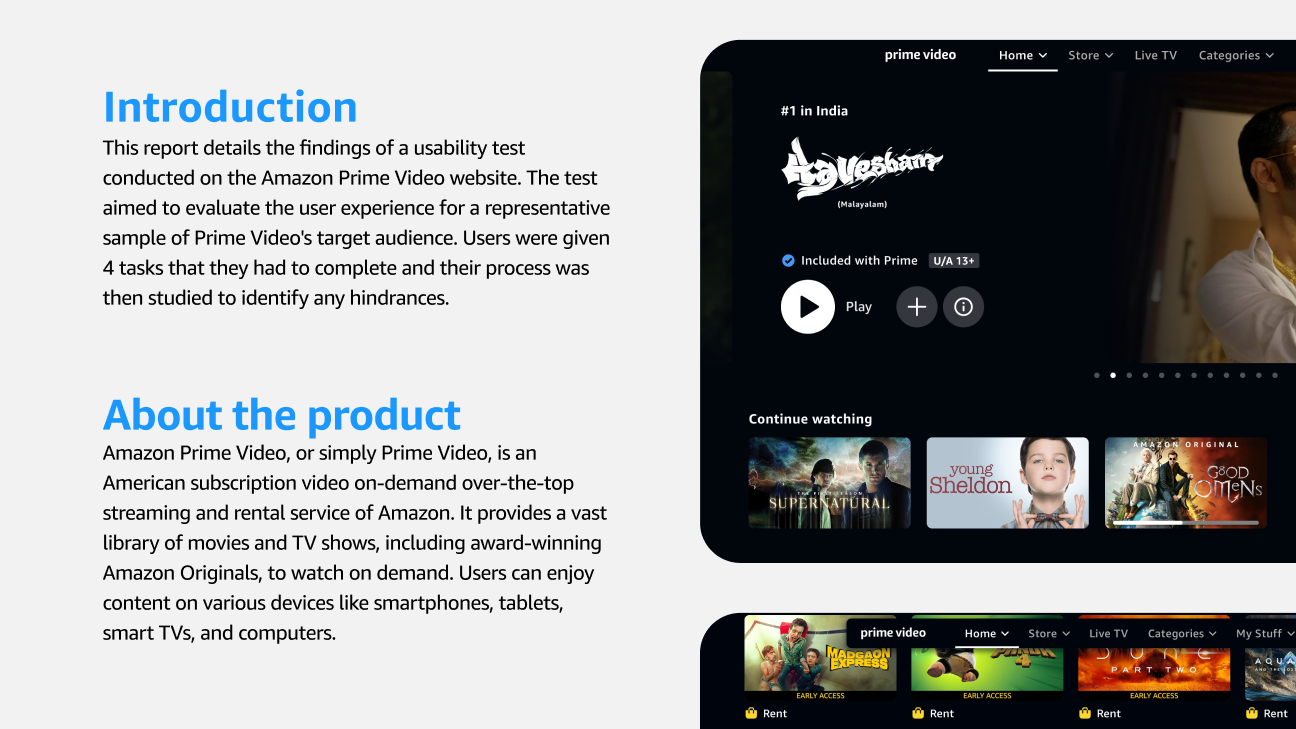 Introduction
This report details the findings of a usability test
conducted on the Amazon Prime Video website. The test
aimed to evaluate the user experience for a representative
sample of Prime Video's target audience. Users were given
4 tasks that they had to complete and their process was
then studied to identify any hindrances.
About the product
Amazon Prime Video, or simply Prime Video, is an
American subscription video on-demand over-the-top
streaming and rental service of Amazon. It provides a vast
library of movies and TV shows, including award-winning
Amazon Originals, to watch on demand. Users can enjoy
content on various devices like smartphones, tablets,
smart TVs, and computers.
prime video Home Store Live TV Categories
#1 in India
Aavesham
(Malayalam)
Included with Prime U/A 13+
Play
Continue watching
THE FIRST SEASON
SUPERNATURAL
young
Sheldon
AMAZON ORIGINAL
GOOD
OMENS
prime video Home Store Live TV Categories My Stuff
MADGAON
EXPRESS
4
DUNE
PART TWO
AQUA
EARLY ACCESS
EARLY ACCESS
EARLY ACCESS
Rent
Rent
Rent
Rent